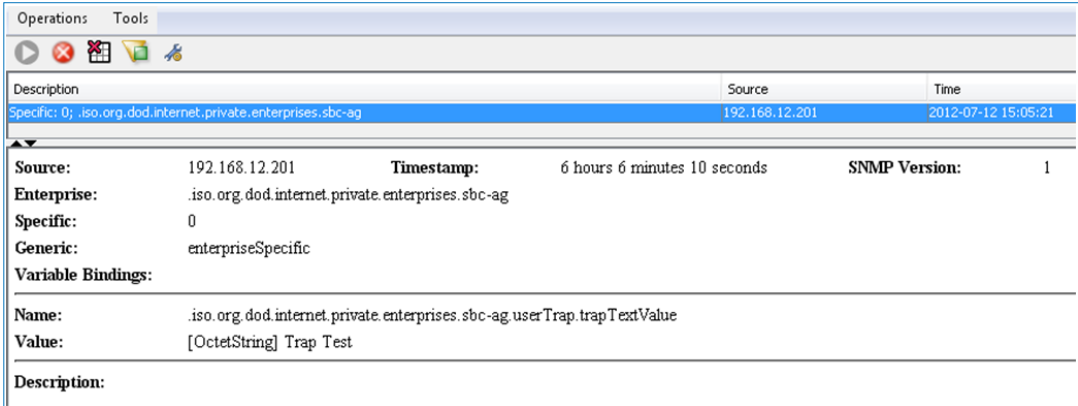 Operations Tools
Description Source Time
Specific: 0; .iso.org.dod.internet.private.enterprises.sbc-ag 192.168.12.201 2012-07-12 15:05:21
Source: 192.168.12.201 Timestamp: 6 hours 6 minutes 10 seconds SNMP Version: 1
Enterprise: .iso.org.dod.internet.private.enterprises.sbc-ag
Specific: 0
Generic: enterpriseSpecific
Variable Bindings:
Name: .iso.org.dod.internet.private.enterprises.sbc-ag.userTrap.trapTextValue
Value: [OctetString] Trap Test
Description: